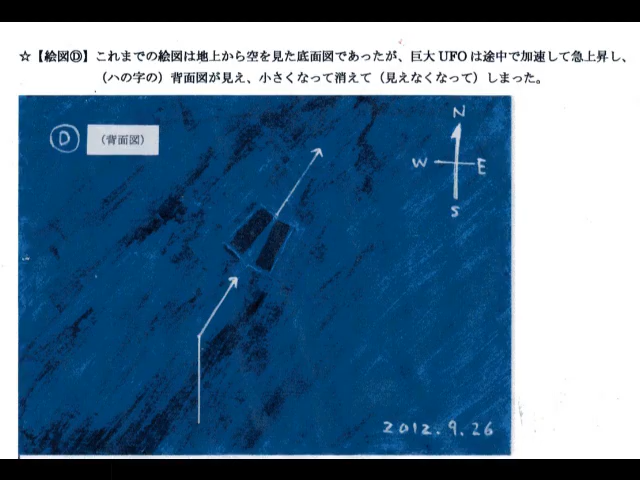 ☆【絵図Ⓓ】これまでの絵図は地上から空を見た底面図であったが、巨大UFOは途中で加速して急上昇し、
（ハの字の）背面図が見え、小さくなって消えて（見えなくなって）しまった。
Ⓓ （背面図）
N
W E
S
2012.9.26